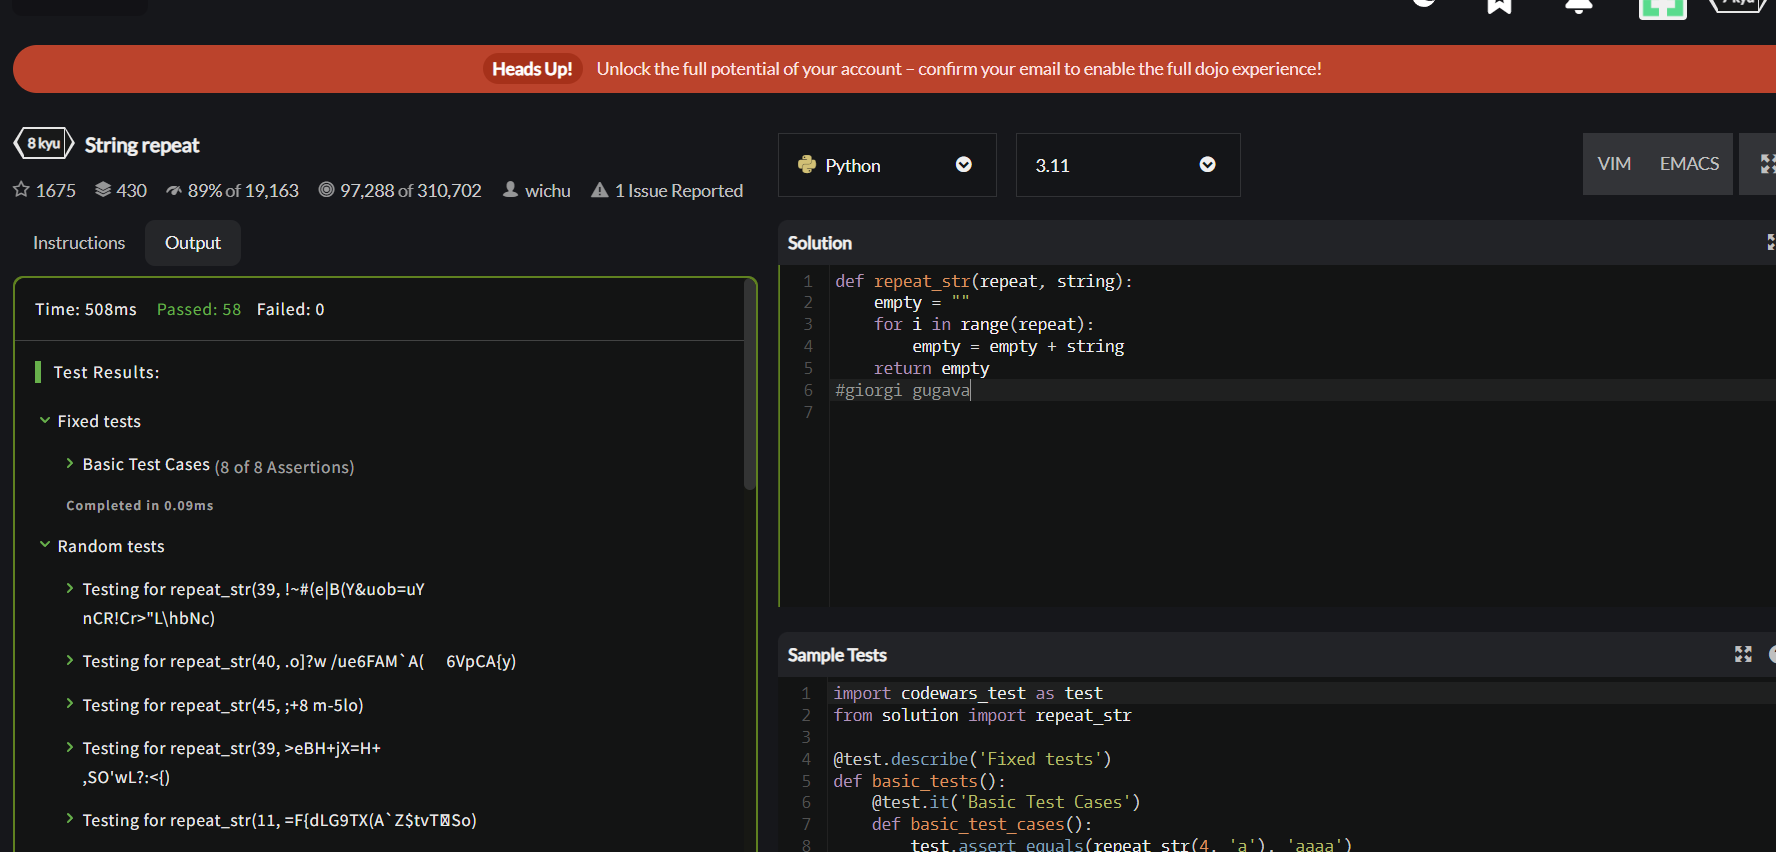 Heads Up! Unlock the full potential of your account – confirm your email to enable the full dojo experience!
8 kyu String repeat
1675 430 89% of 19,163 97,288 of 310,702 wichu 1 Issue Reported
Instructions Output
Time: 508ms Passed: 58 Failed: 0
Test Results:
Fixed tests
Basic Test Cases (8 of 8 Assertions)
Completed in 0.09ms
Random tests
Testing for repeat_str(39, !~#(e|B(Y&uob=uY
nCR!Cr>"L\hbNc)
Testing for repeat_str(40, .o]?w /ue6FAM`A( 6VpCA{y)
Testing for repeat_str(45, ;+8 m-5lo)
Testing for repeat_str(39, >eBH+jX=H+
,SO'wL?:<{)
Testing for repeat_str(11, =F{dLG9TX(A`Z$tvT So)
Python 3.11 VIM EMACS
Solution
1 def repeat_str(repeat, string):
2 empty = ""
3 for i in range(repeat):
4 empty = empty + string
5 return empty
6 #giorgi gugava
7
Sample Tests
1 import codewars_test as test
2 from solution import repeat_str
3
4 @test.describe('Fixed tests')
5 def basic_tests():
6 @test.it('Basic Test Cases')
7 def basic_test_cases():
8 test.assert_equals(repeat_str(4, 'a'), 'aaaa')